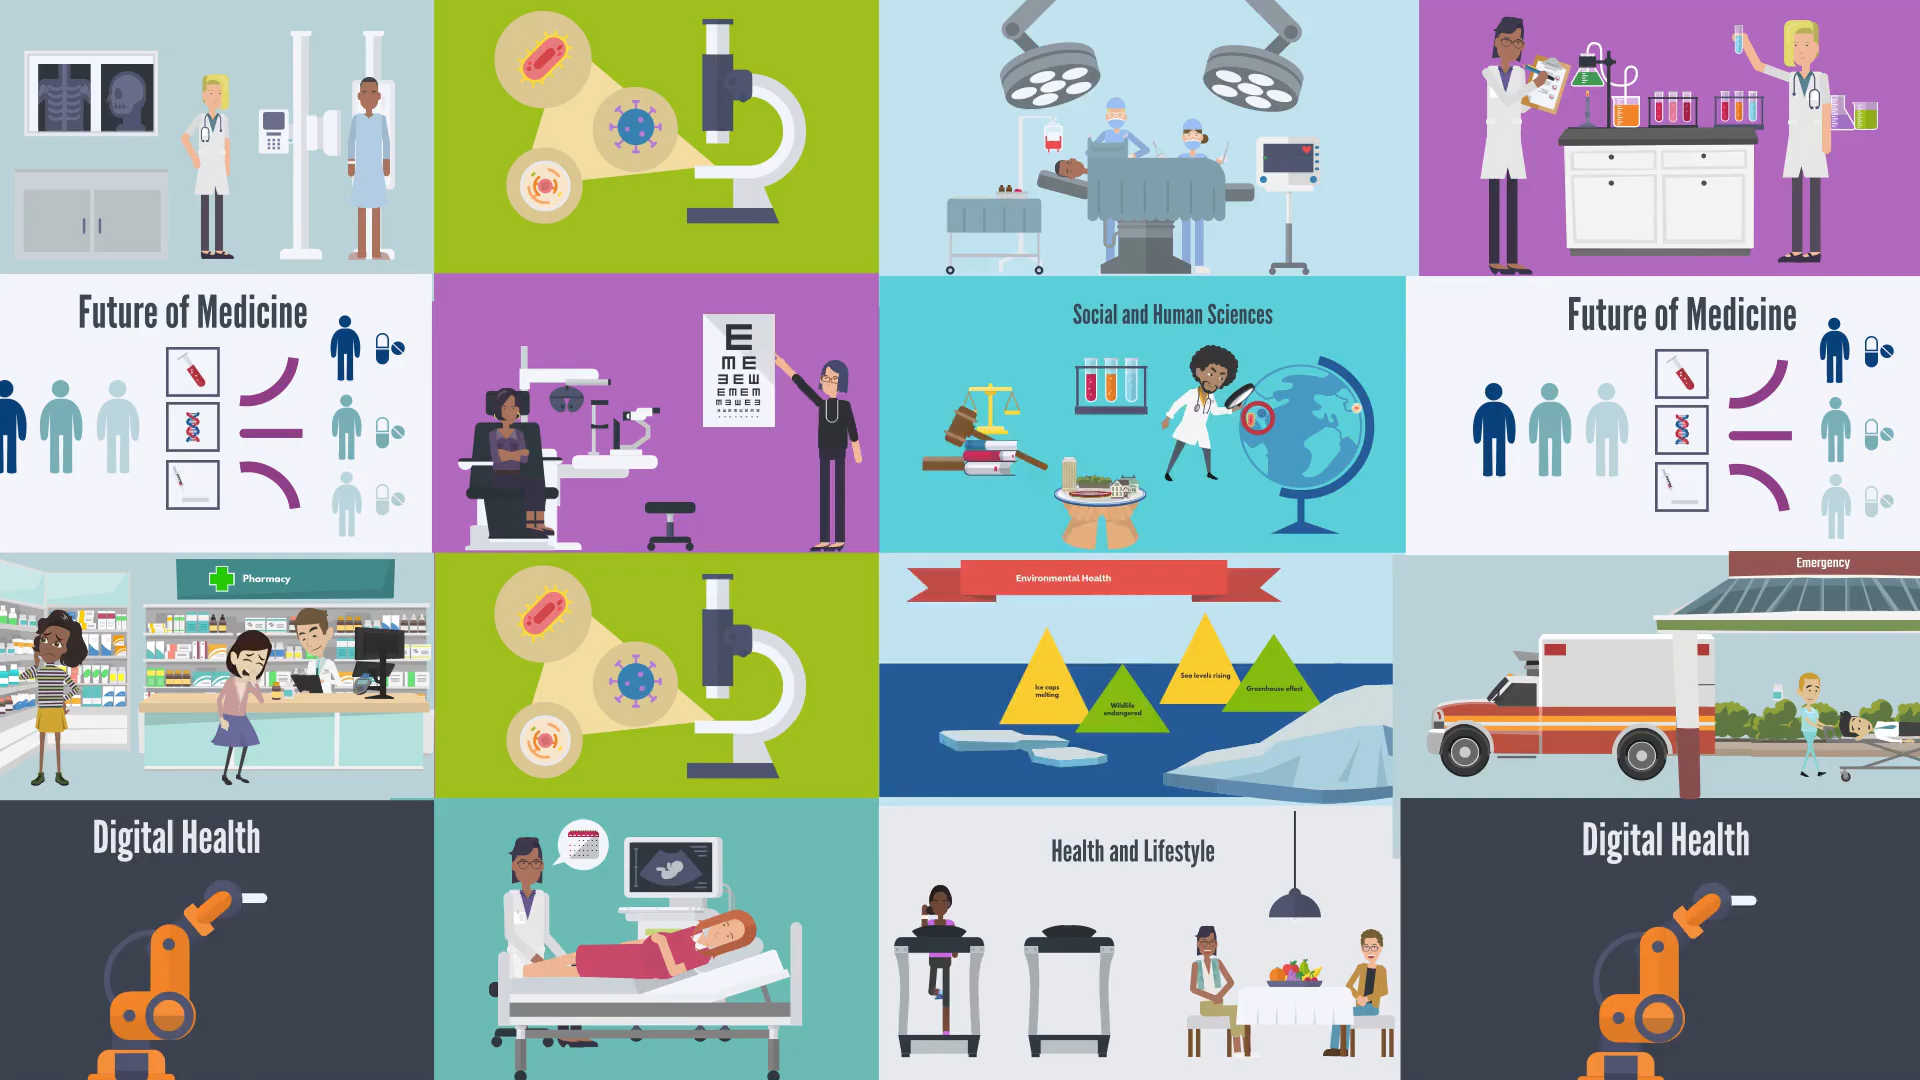 Future of Medicine
E
M E
Ǝ E W
E M E M
Social and Human Sciences
Future of Medicine
Pharmacy
Environmental Health
Ice caps
melting
Wildlife
endangered
Sea levels rising
Greenhouse effect
Emergency
Digital Health
Health and Lifestyle
Digital Health